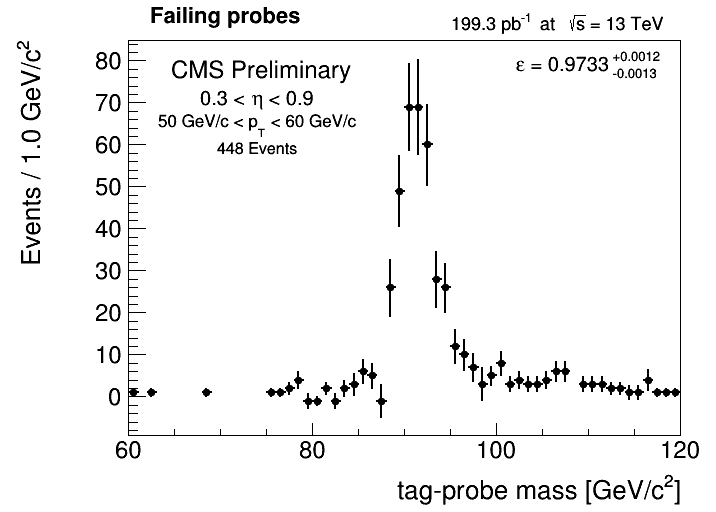 Failing probes
199.3 pb⁻¹ at √s = 13 TeV
CMS Preliminary
0.3 < η < 0.9
50 GeV/c < p_T < 60 GeV/c
448 Events
ε = 0.9733 +0.0012 -0.0013
Events / 1.0 GeV/c²
80
70
60
50
40
30
20
10
0
60 80 100 120
tag-probe mass [GeV/c²]